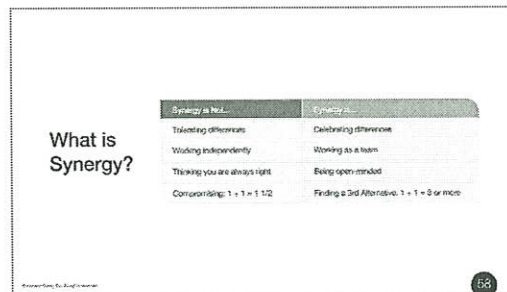 What is
Synergy?
Synergy is Not... Synergy is...
Tolerating differences Celebrating differences
Working independently Working as a team
Thinking you are always right Being open-minded
Compromising: 1 + 1 = 1 1/2 Finding a 3rd Alternative: 1 + 1 = 3 or more
58